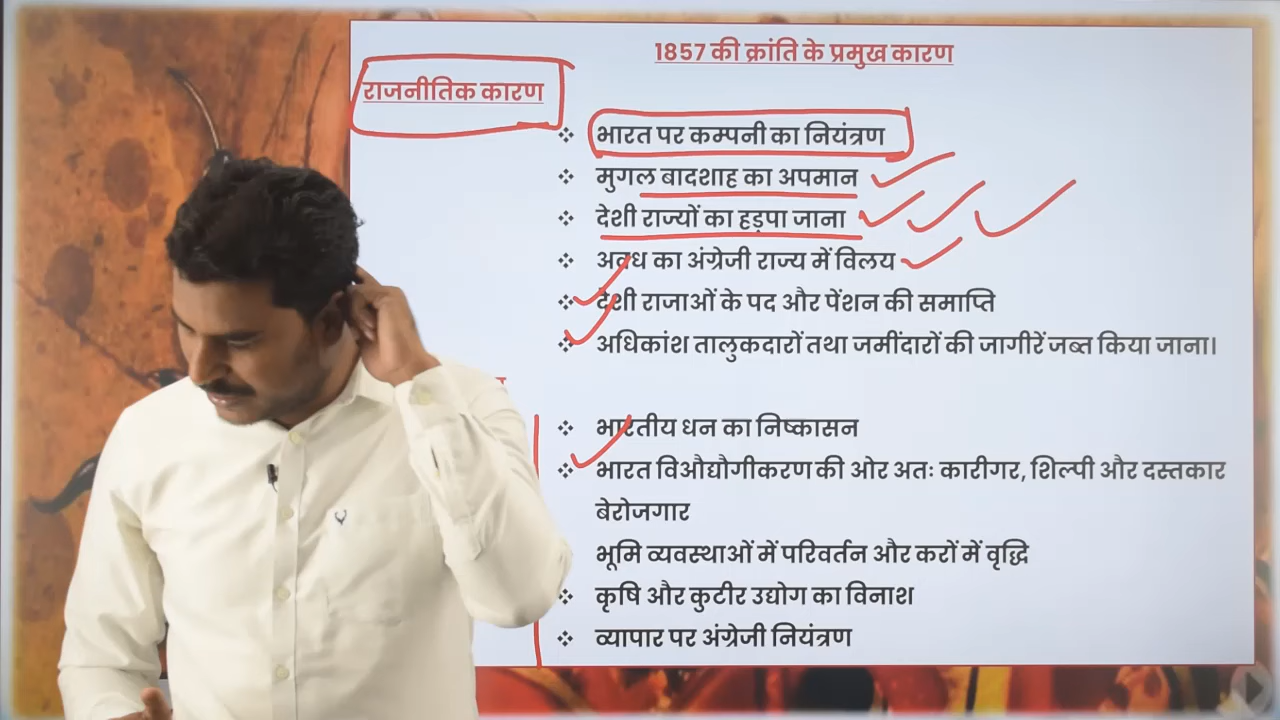 1857 की क्रांति के प्रमुख कारण
राजनीतिक कारण
❖ भारत पर कम्पनी का नियंत्रण
❖ मुगल बादशाह का अपमान
❖ देशी राज्यों का हड़पा जाना
❖ अवध का अंग्रेजी राज्य में विलय
❖ देशी राजाओं के पद और पेंशन की समाप्ति
❖ अधिकांश तालुकदारों तथा जमींदारों की जागीरें जब्त किया जाना।
❖ भारतीय धन का निष्कासन
❖ भारत विऔद्यौगीकरण की ओर अतः कारीगर, शिल्पी और दस्तकार
बेरोजगार
भूमि व्यवस्थाओं में परिवर्तन और करों में वृद्धि
❖ कृषि और कुटीर उद्योग का विनाश
❖ व्यापार पर अंग्रेजी नियंत्रण